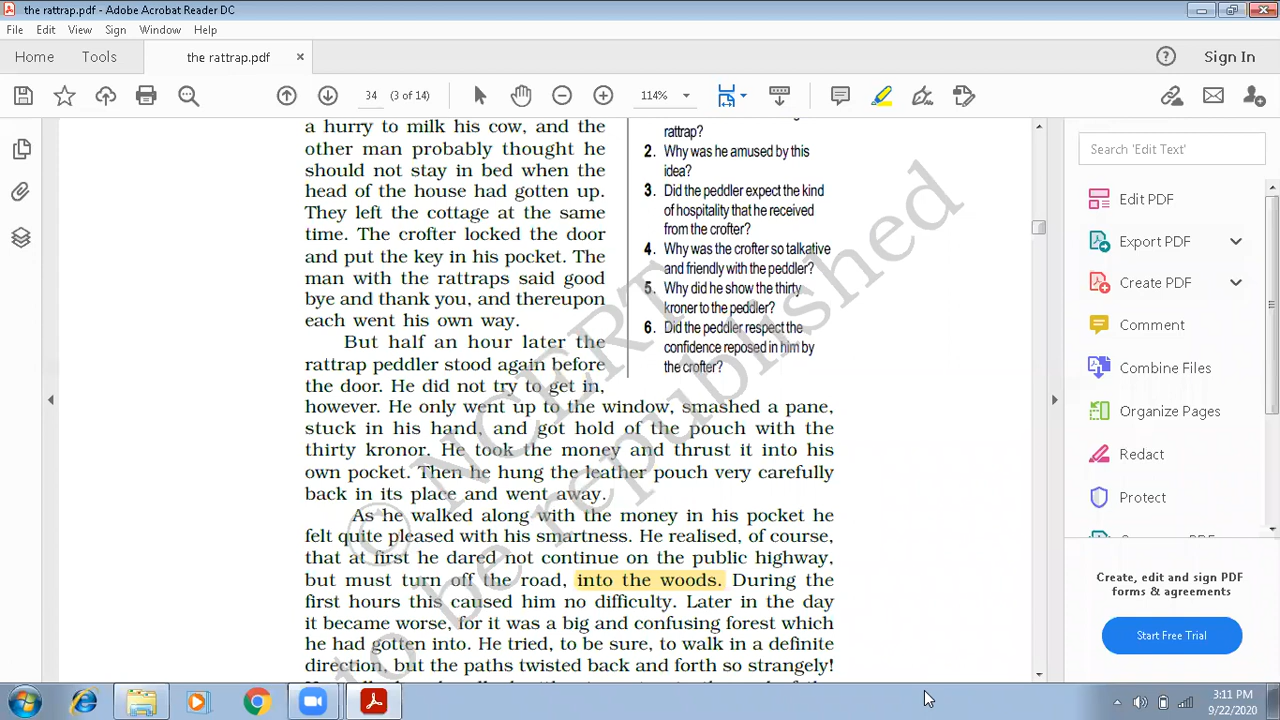 the rattrap.pdf - Adobe Acrobat Reader DC
File Edit View Sign Window Help
Home Tools the rattrap.pdf × Sign In
34 (3 of 14) 114%
a hurry to milk his cow, and the
other man probably thought he
should not stay in bed when the
head of the house had gotten up.
They left the cottage at the same
time. The crofter locked the door
and put the key in his pocket. The
man with the rattraps said good
bye and thank you, and thereupon
each went his own way.
But half an hour later the
rattrap peddler stood again before
the door. He did not try to get in,
however. He only went up to the window, smashed a pane,
stuck in his hand, and got hold of the pouch with the
thirty kronor. He took the money and thrust it into his
own pocket. Then he hung the leather pouch very carefully
back in its place and went away.
As he walked along with the money in his pocket he
felt quite pleased with his smartness. He realised, of course,
that at first he dared not continue on the public highway,
but must turn off the road, into the woods. During the
first hours this caused him no difficulty. Later in the day
it became worse, for it was a big and confusing forest which
he had gotten into. He tried, to be sure, to walk in a definite
direction, but the paths twisted back and forth so strangely!
rattrap?
2. Why was he amused by this
idea?
3. Did the peddler expect the kind
of hospitality that he received
from the crofter?
4. Why was the crofter so talkative
and friendly with the peddler?
5. Why did he show the thirty
kroner to the peddler?
6. Did the peddler respect the
confidence reposed in him by
the crofter?
© NCERT
to be republished
Search 'Edit Text'
Edit PDF
Export PDF
Create PDF
Comment
Combine Files
Organize Pages
Redact
Protect
Create, edit and sign PDF
forms & agreements
Start Free Trial
3:11 PM
9/22/2020